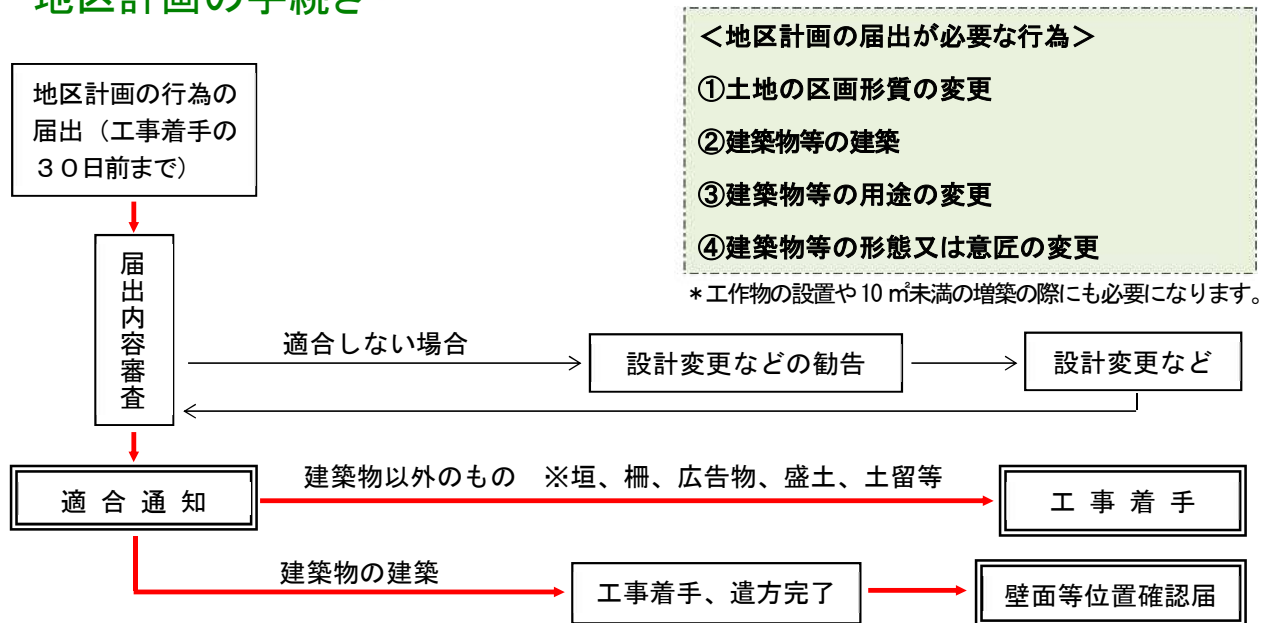 地区計画の手続き
＜地区計画の届出が必要な行為＞
①土地の区画形質の変更
②建築物等の建築
③建築物等の用途の変更
④建築物等の形態又は意匠の変更
＊工作物の設置や10㎡未満の増築の際にも必要になります。
地区計画の行為の
届出（工事着手の
３０日前まで）
届出内容審査
適合しない場合
設計変更などの勧告
設計変更など
適合通知
建築物以外のもの　※垣、柵、広告物、盛土、土留等
工事着手
建築物の建築
工事着手、遣方完了
壁面等位置確認届